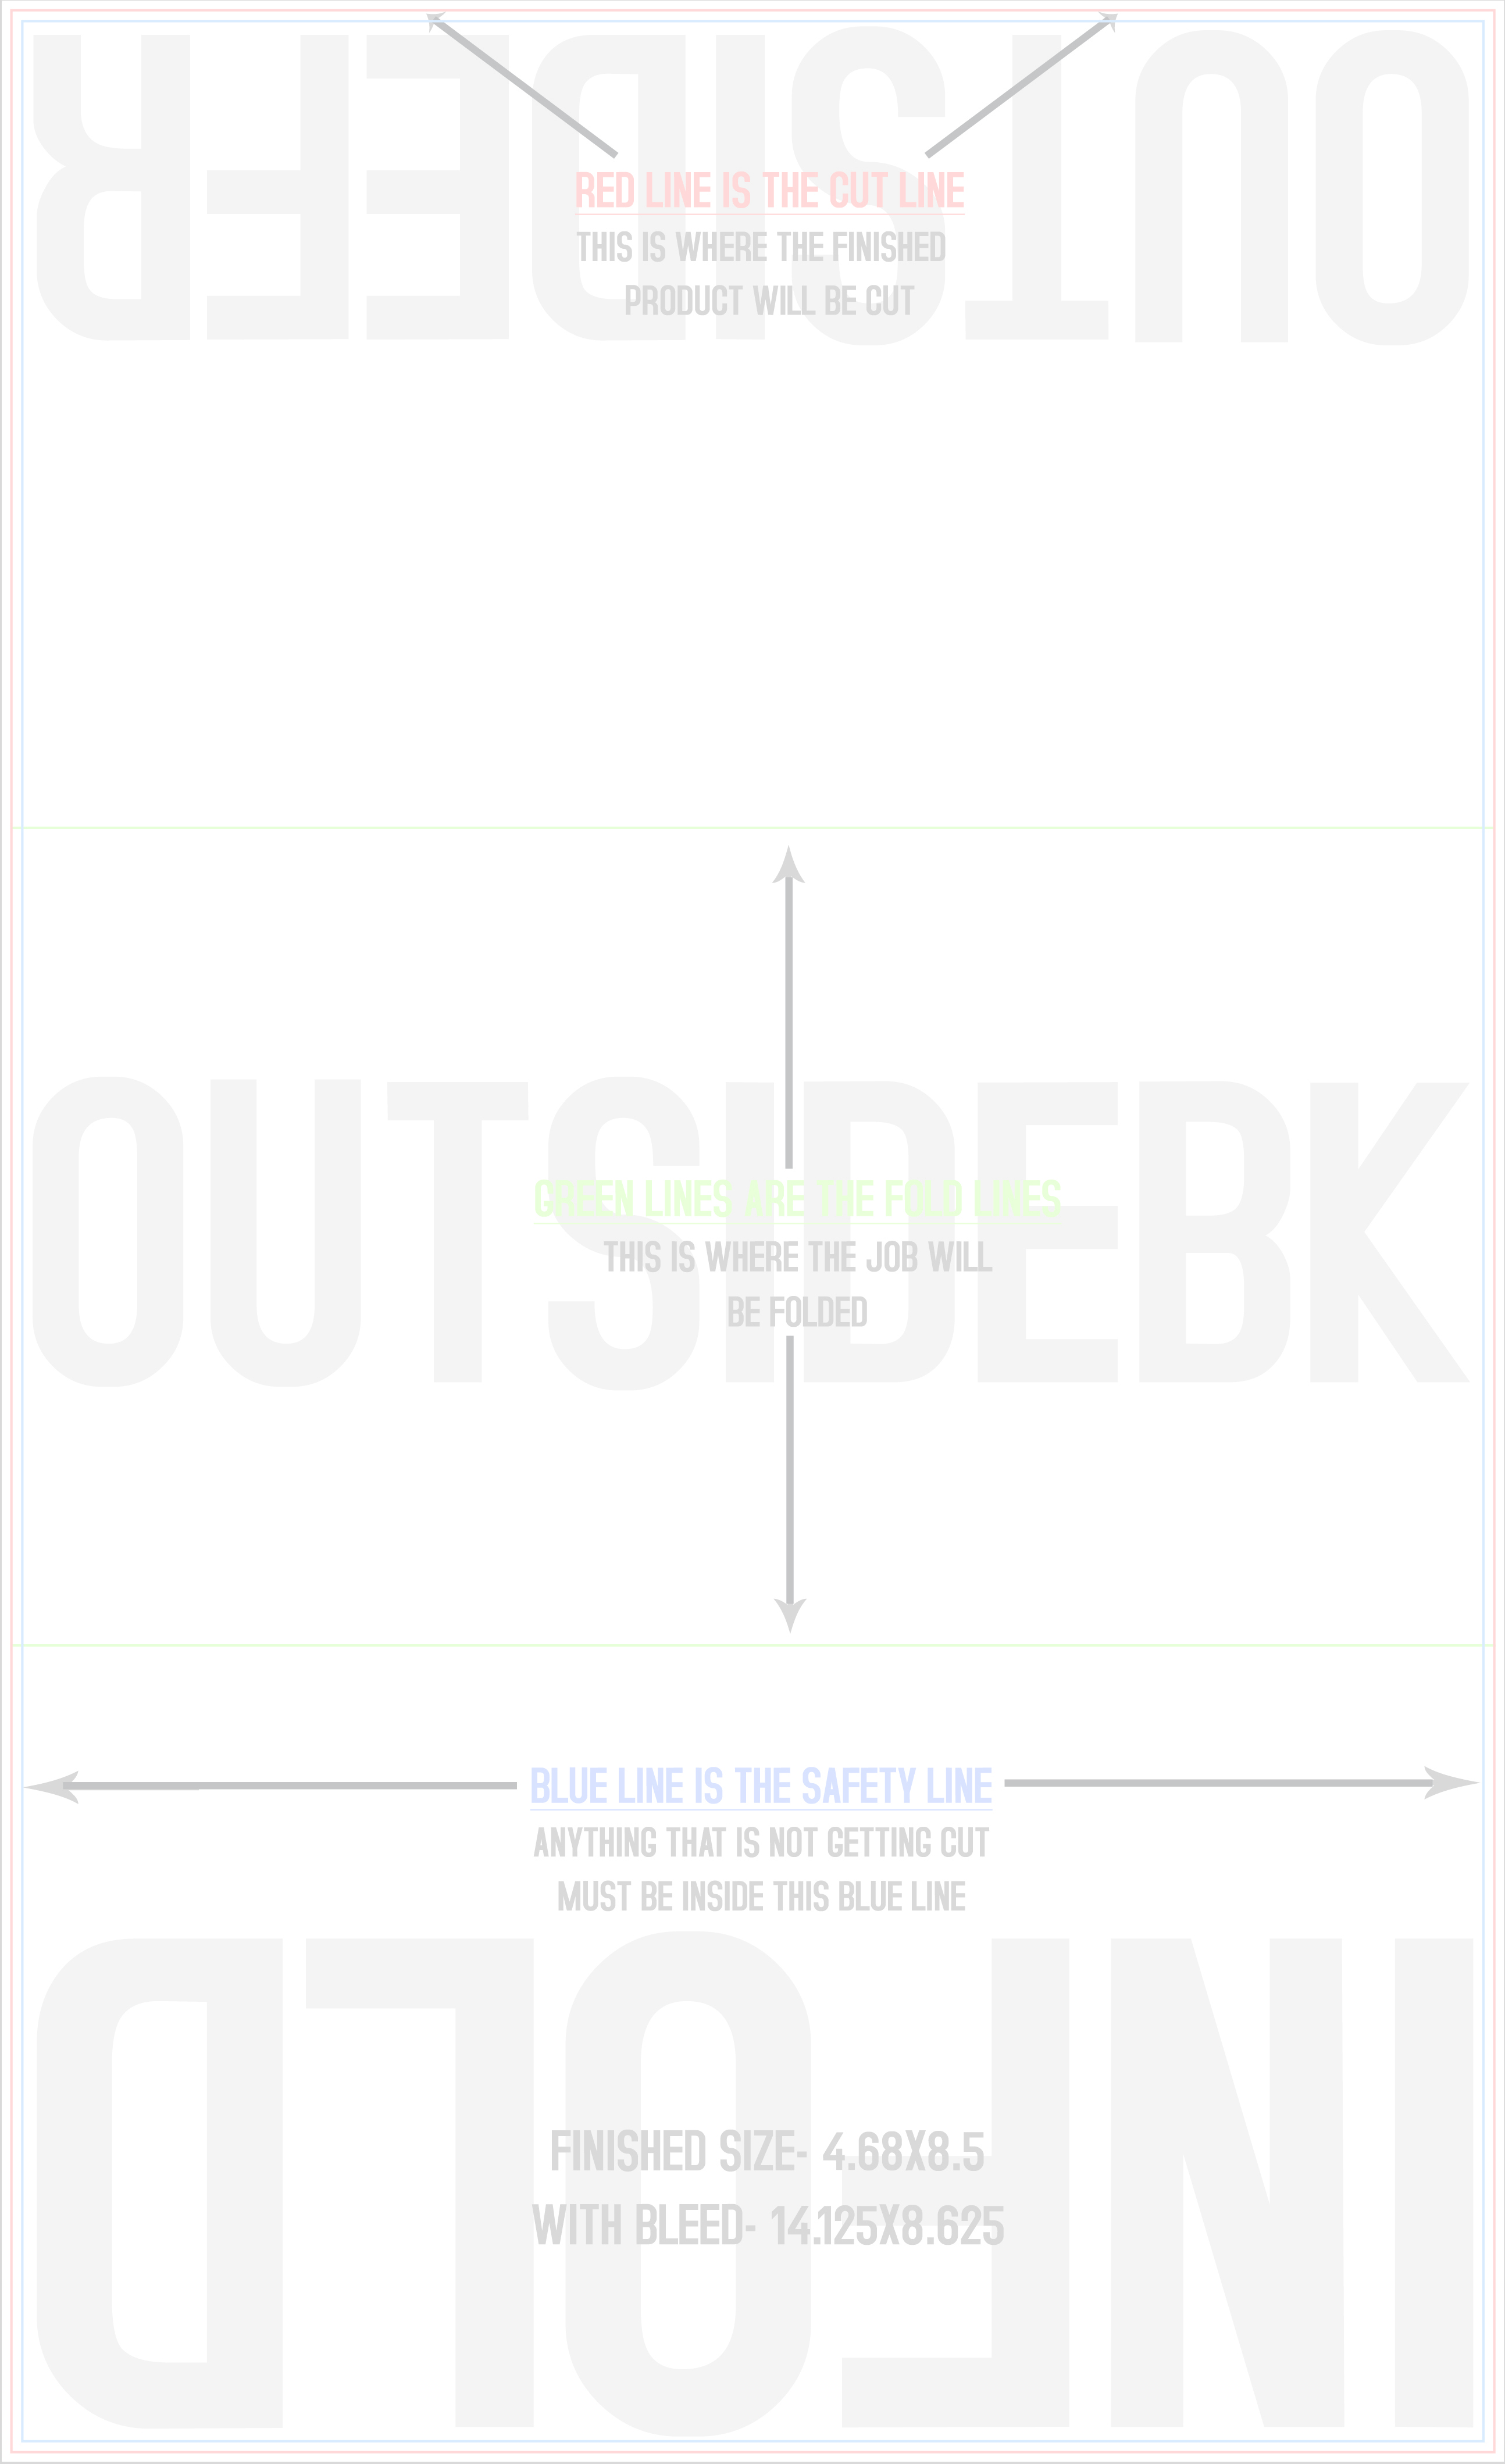 OUTSIDEFR
RED LINE IS THE CUT LINE
THIS IS WHERE THE FINISHED
PRODUCT WILL BE CUT
OUTSIDEBK
GREEN LINES ARE THE FOLD LINES
THIS IS WHERE THE JOB WILL
BE FOLDED
BLUE LINE IS THE SAFELY LINE
ANYTHING THAT IS NOT GETTING CUT
MUST BE INSIDE THIS BLUE LINE
INFOLD
FINISHED SIZE- 4.68X8.5
WITH BLEED- 14.125X8.625